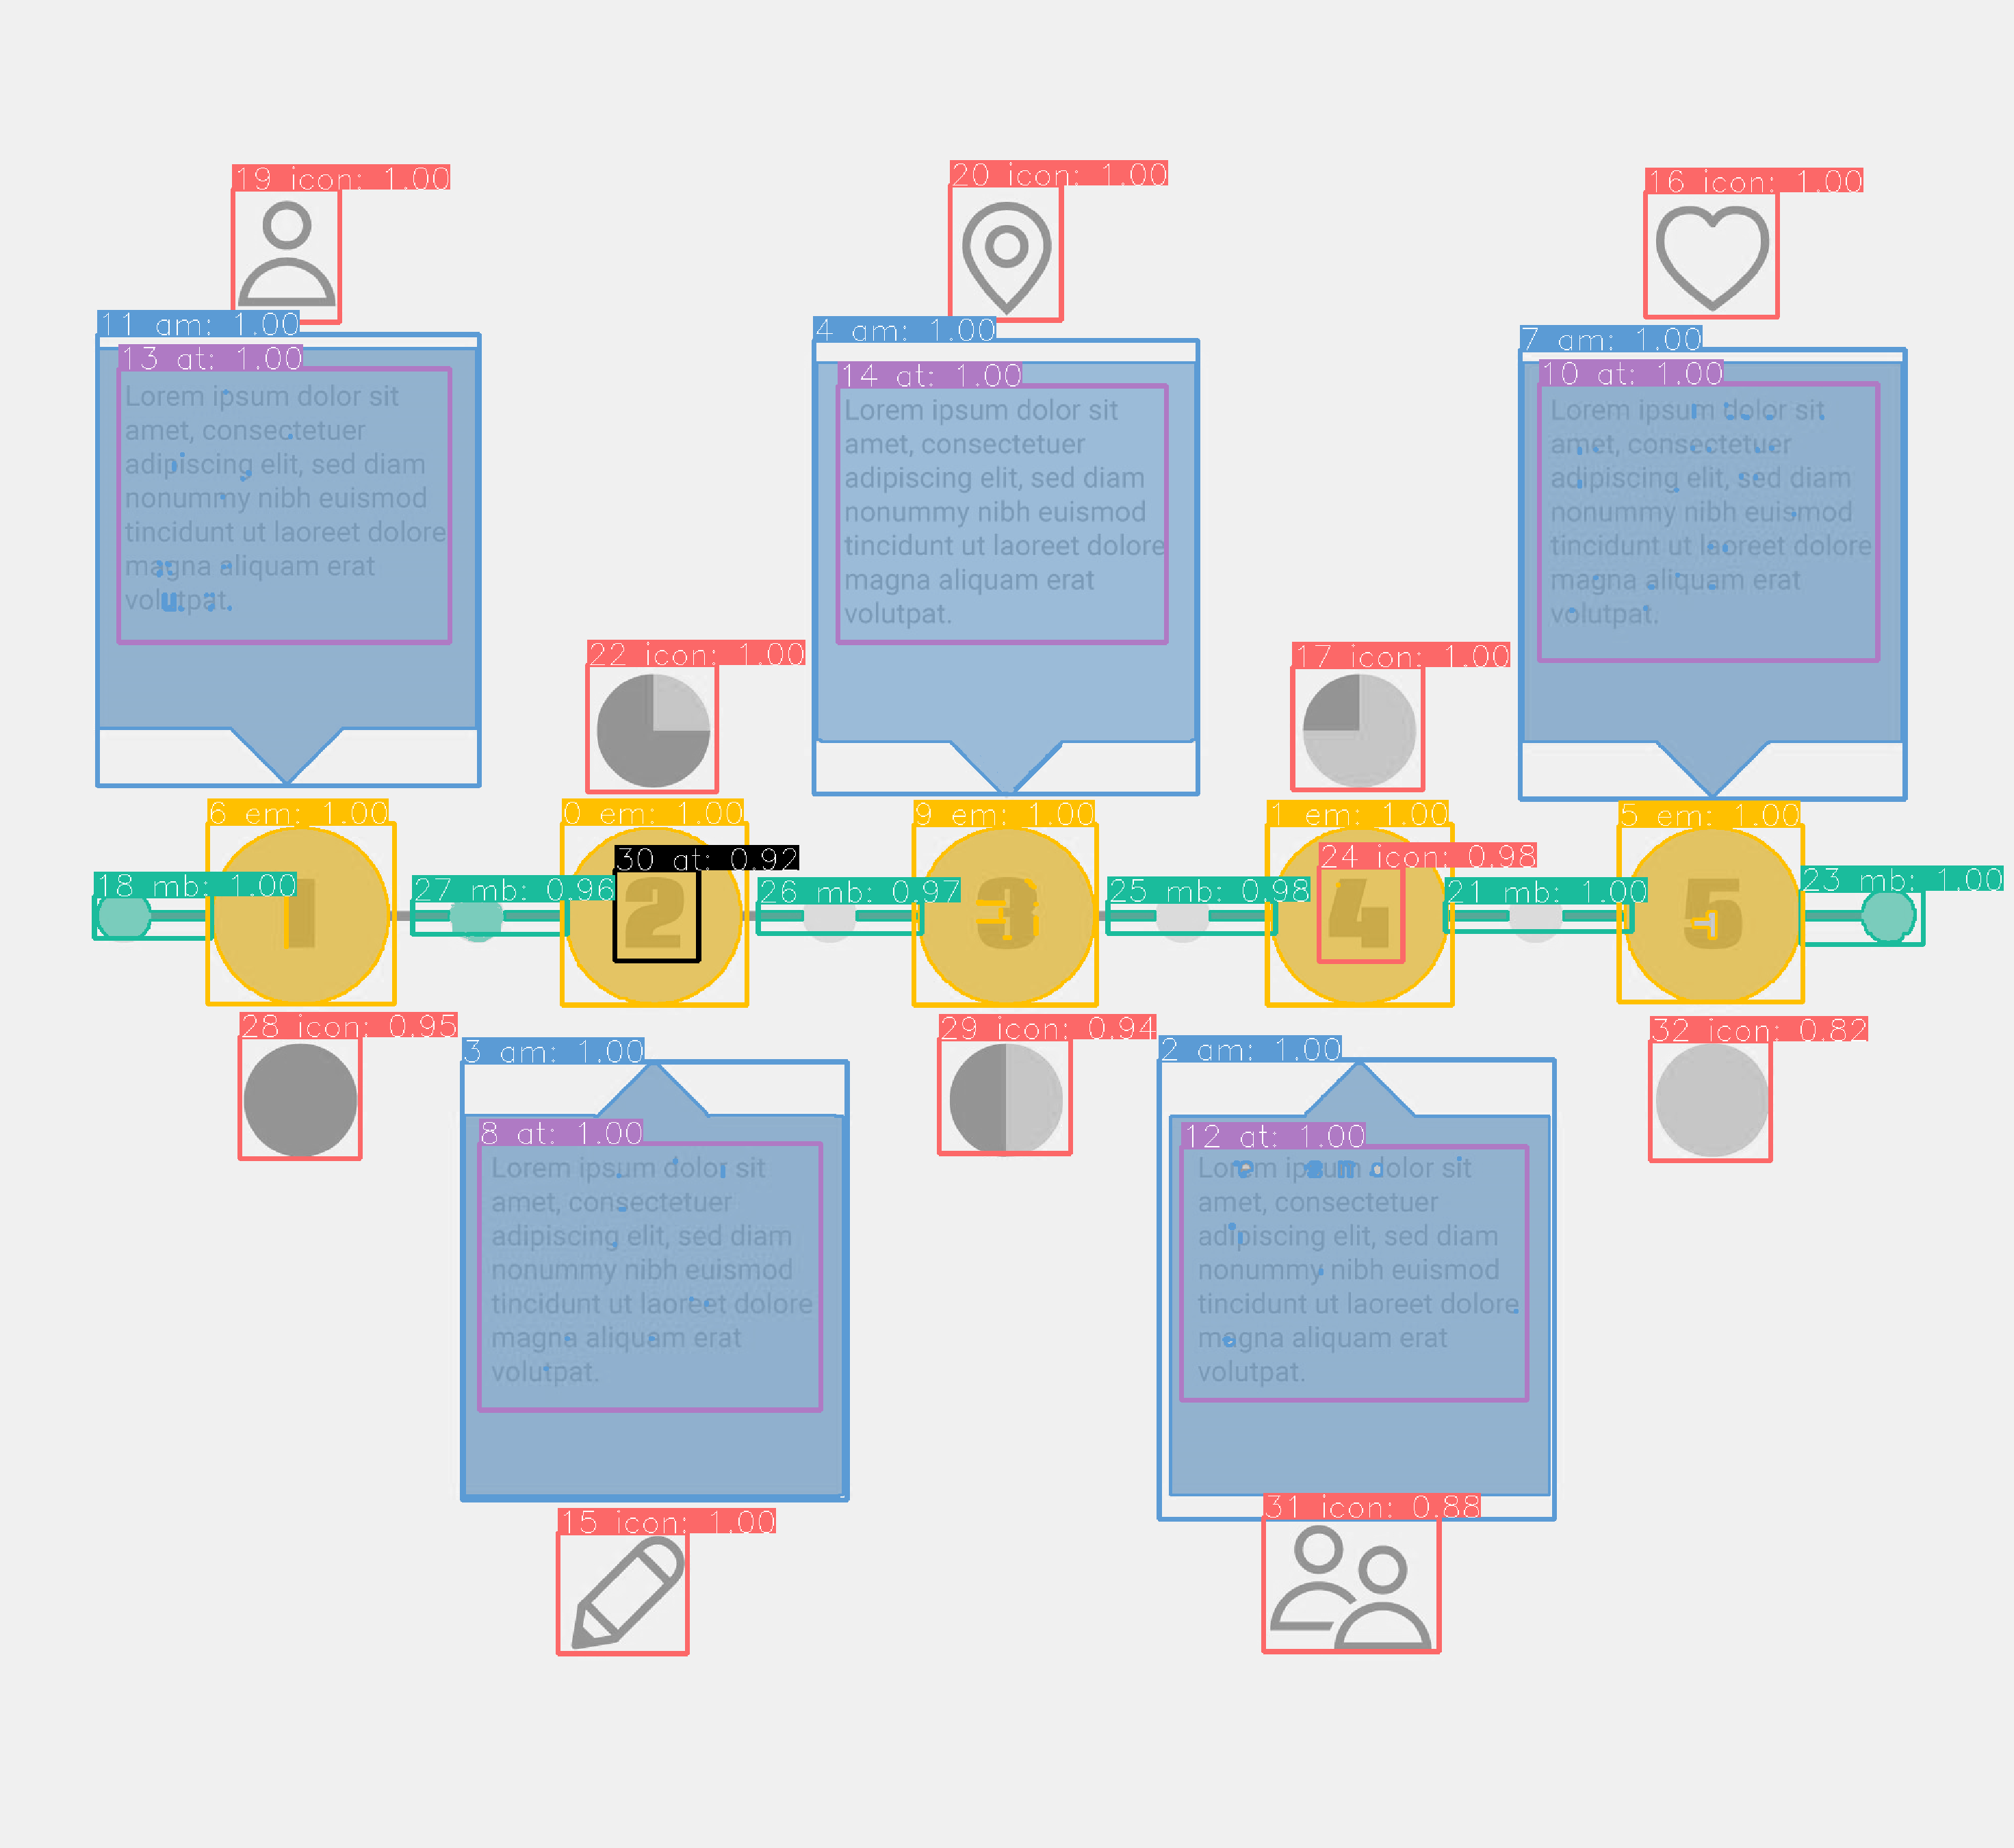 19 icon: 1.00
20 icon: 1.00
16 icon: 1.00
11 am: 1.00
4 am: 1.00
7 am: 1.00
13 at: 1.00
Lorem ipsum dolor sit
amet, consectetuer
adipiscing elit, sed diam
nonummy nibh euismod
tincidunt ut laoreet dolore
magna aliquam erat
volutpat.
14 at: 1.00
Lorem ipsum dolor sit
amet, consectetuer
adipiscing elit, sed diam
nonummy nibh euismod
tincidunt ut laoreet dolore
magna aliquam erat
volutpat.
10 at: 1.00
Lorem ipsum dolor sit
amet, consectetuer
adipiscing elit, sed diam
nonummy nibh euismod
tincidunt ut laoreet dolore
magna aliquam erat
volutpat.
22 icon: 1.00
17 icon: 1.00
6 em: 1.00
0 em: 1.00
9 em: 1.00
1 em: 1.00
5 em: 1.00
30 at: 0.92
24 icon: 0.98
18 mb: 1.00
27 mb: 0.96
26 mb: 0.97
25 mb: 0.98
21 mb: 1.00
23 mb: 1.00
1
2
3
4
5
28 icon: 0.95
29 icon: 0.94
32 icon: 0.82
3 am: 1.00
2 am: 1.00
8 at: 1.00
Lorem ipsum dolor sit
amet, consectetuer
adipiscing elit, sed diam
nonummy nibh euismod
tincidunt ut laoreet dolore
magna aliquam erat
volutpat.
12 at: 1.00
Lorem ipsum dolor sit
amet, consectetuer
adipiscing elit, sed diam
nonummy nibh euismod
tincidunt ut laoreet dolore
magna aliquam erat
volutpat.
15 icon: 1.00
31 icon: 0.88